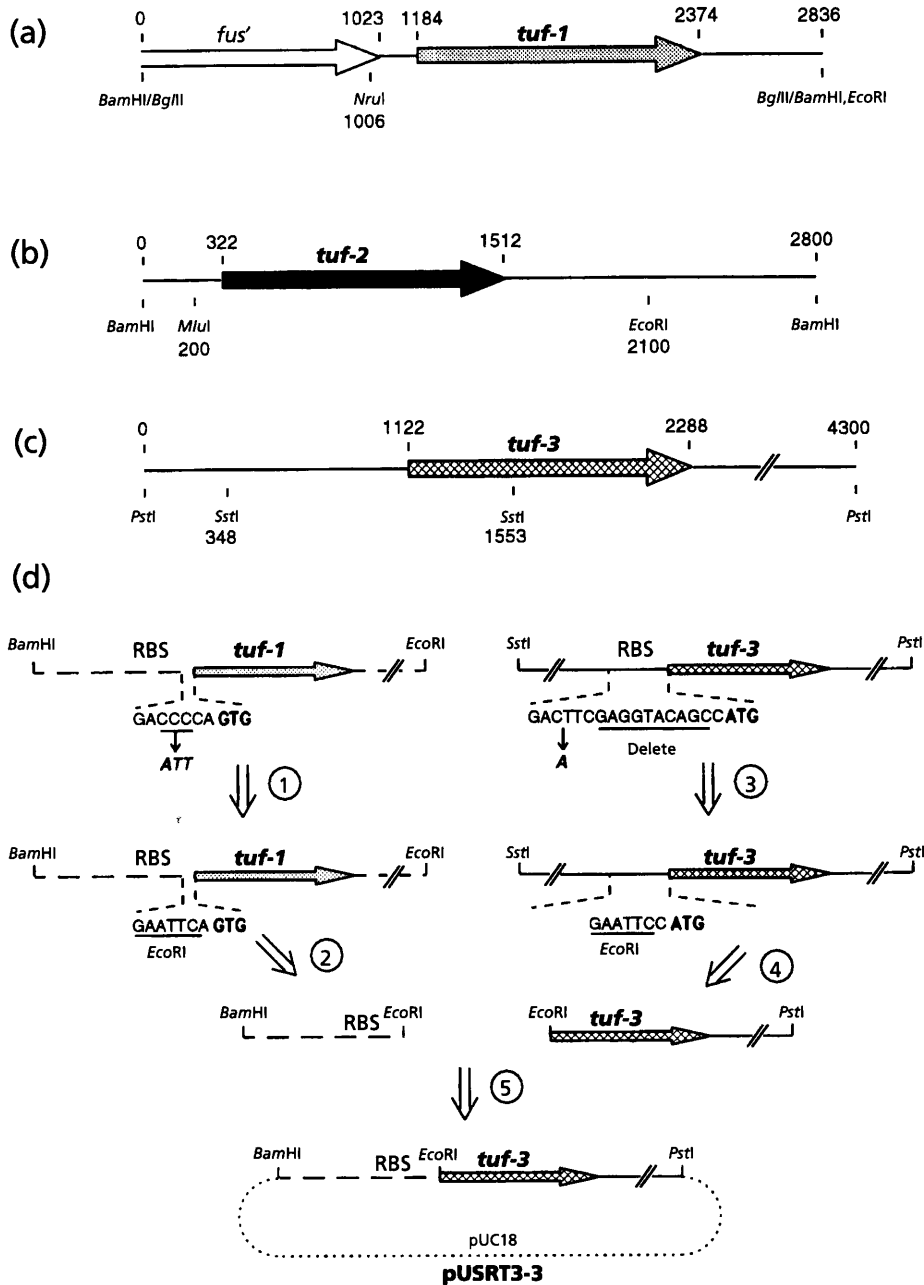 (a)
0 1023 1184 2374 2836
fus' tuf-1
BamHI/BglII NruI BglII/BamHI,EcoRI
1006
(b)
0 322 tuf-2 1512 2800
BamHI MluI EcoRI BamHI
200 2100
(c)
0 1122 tuf-3 2288 4300
PstI SstI SstI PstI
348 1553
(d)
BamHI RBS tuf-1 EcoRI SstI RBS tuf-3 PstI
GACCCCA GTG GACTTCGAGGTACAGCCATG
ATT A Delete
1 3
BamHI RBS tuf-1 EcoRI SstI tuf-3 PstI
GAATTCA GTG GAATTCC ATG
EcoRI EcoRI
2 4
BamHI RBS EcoRI EcoRI tuf-3 PstI
5
BamHI RBS EcoRI tuf-3 PstI
pUC18
pUSRT3-3